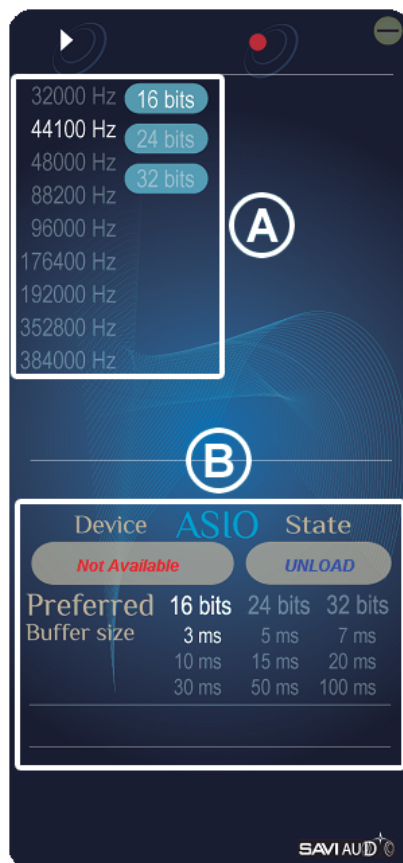 32000 Hz 16 bits
44100 Hz 24 bits
48000 Hz 32 bits
88200 Hz
96000 Hz
176400 Hz
192000 Hz
352800 Hz
384000 Hz
A
B
Device ASIO State
Not Available UNLOAD
Preferred 16 bits 24 bits 32 bits
Buffer size 3 ms 5 ms 7 ms
10 ms 15 ms 20 ms
30 ms 50 ms 100 ms
SAVI AUDIO